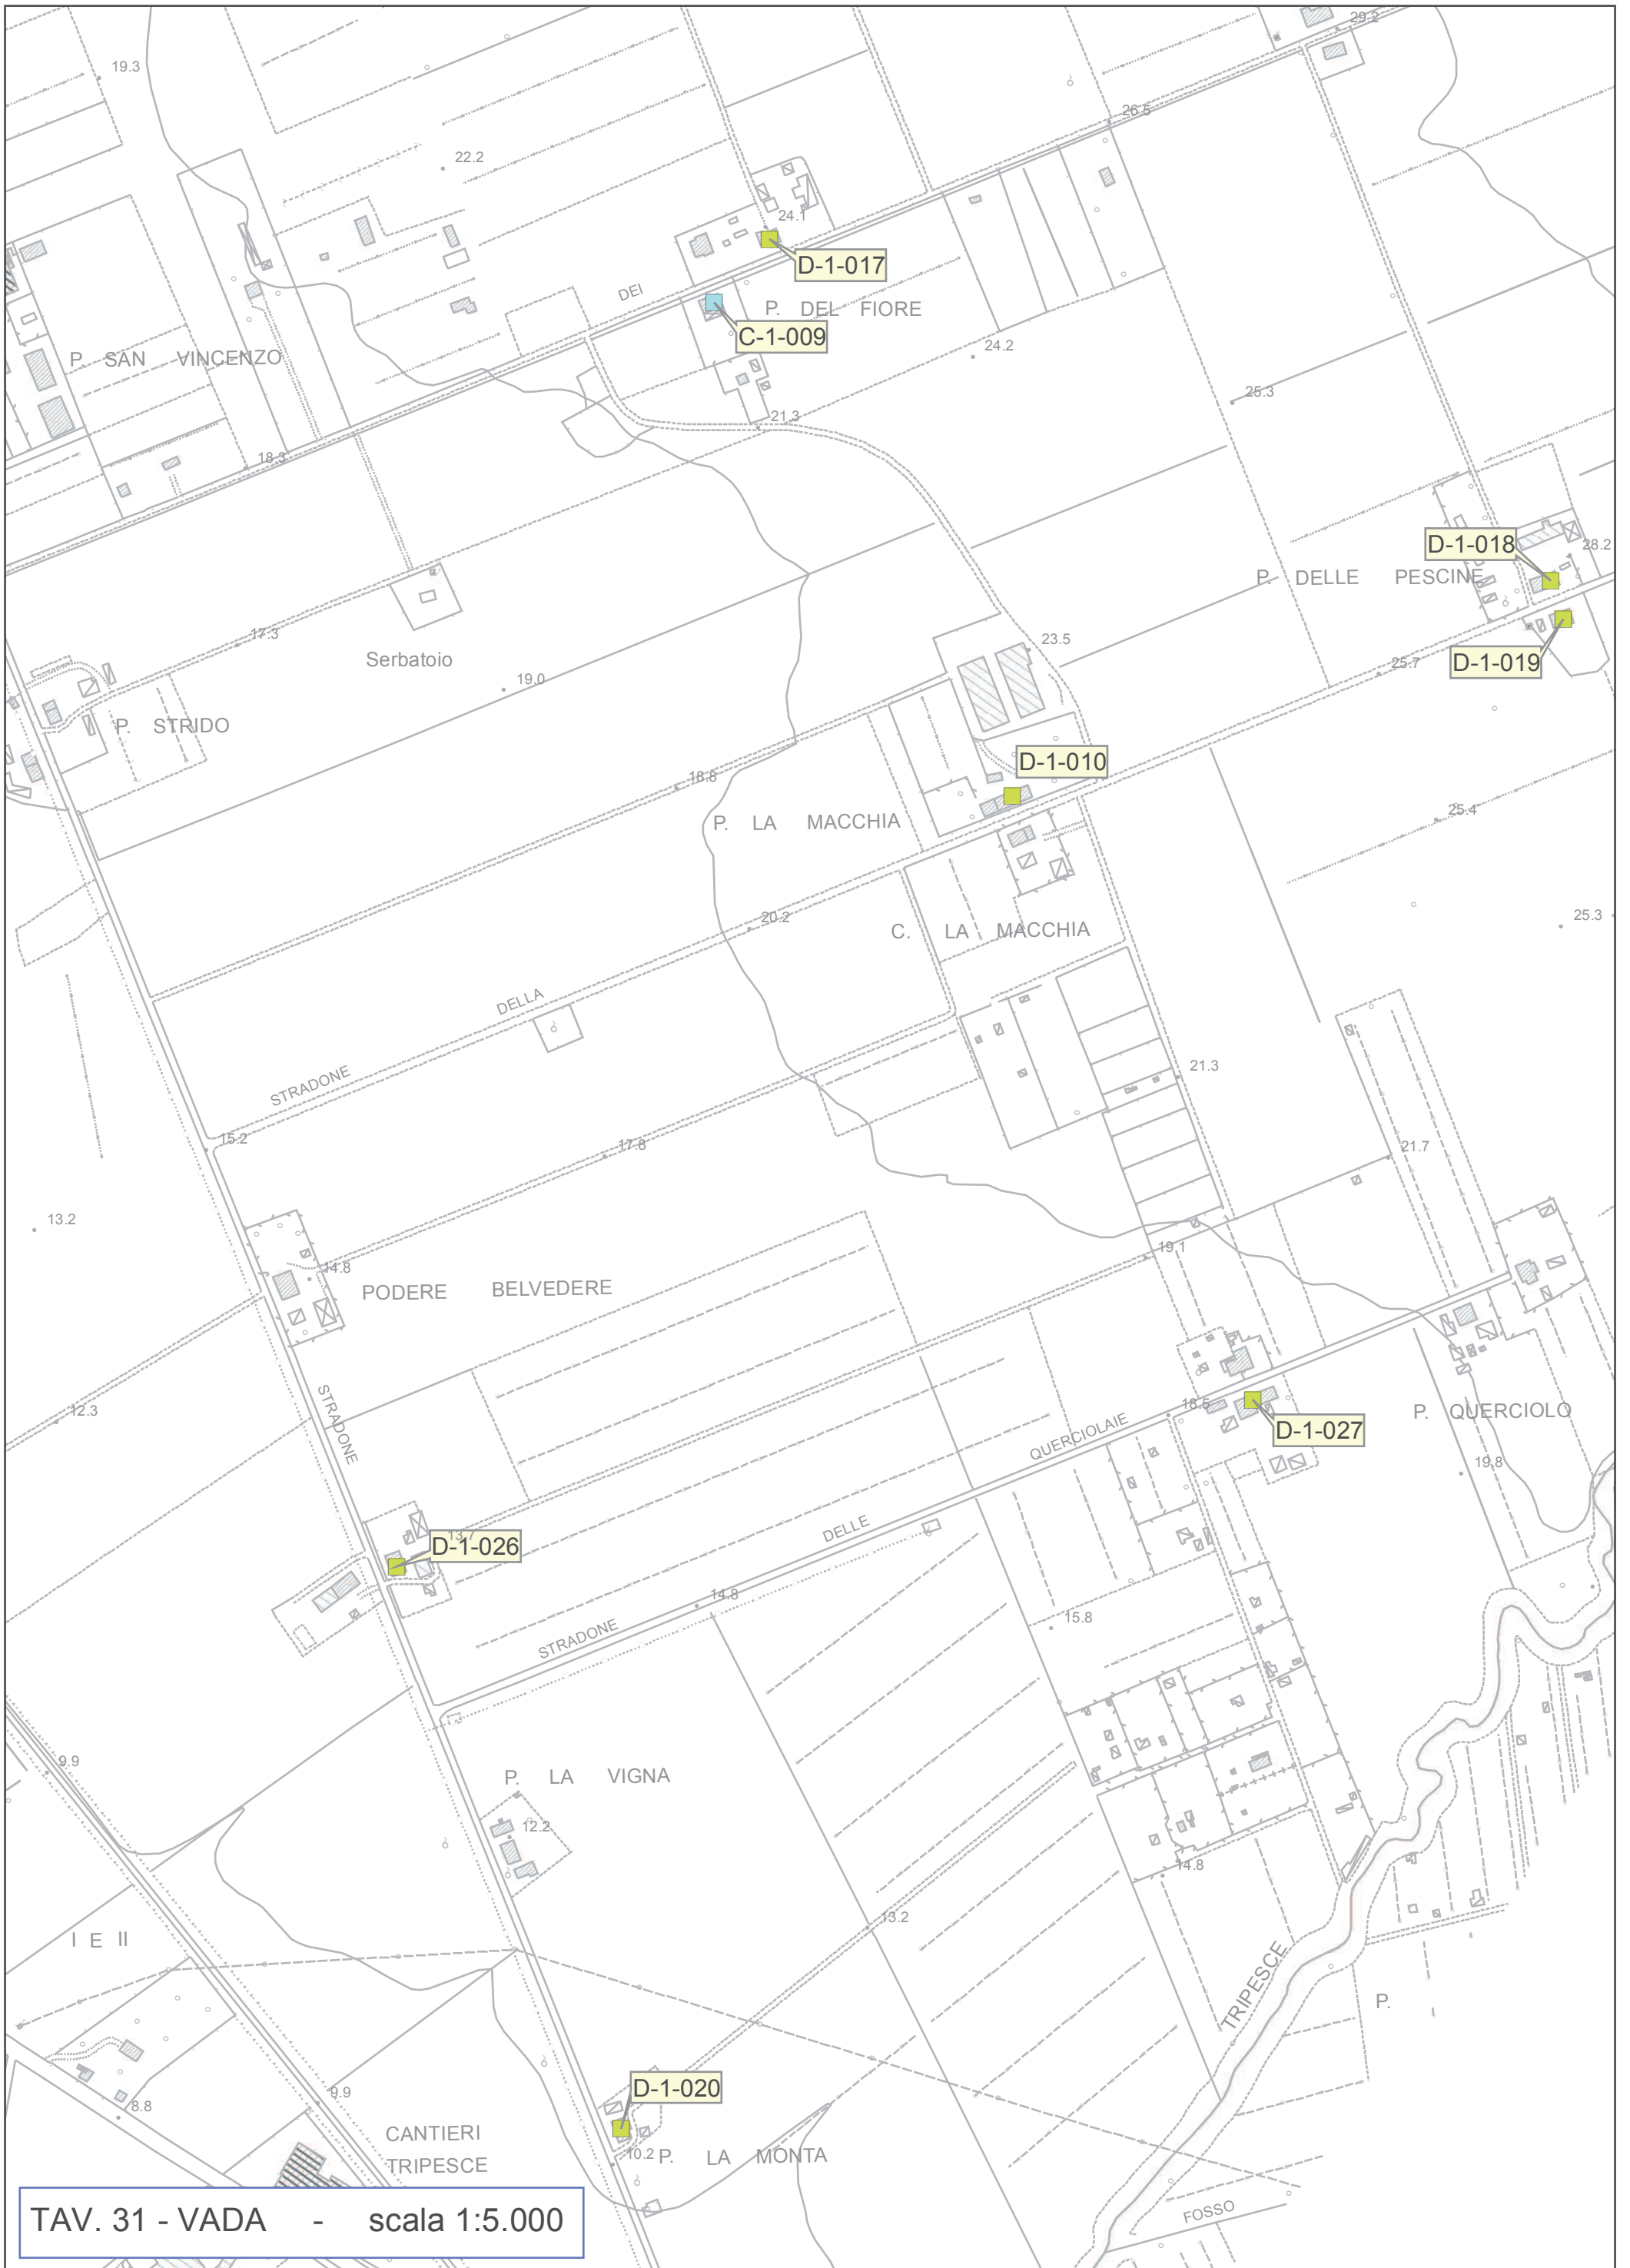 29.2
19.3
26.5
22.2
24.1
D-1-017
DEI
P. DEL FIORE
C-1-009
24.2
P. SAN VINCENZO
25.3
21.3
18.3
D-1-018
28.2
P. DELLE PESCINE
17.3
23.5
Serbatoio
D-1-019
25.7
19.0
P. STRIDO
D-1-010
18.8
25.4
P. LA MACCHIA
20.2
25.3
C. LA MACCHIA
DELLA
21.3
STRADONE
15.2
17.8
21.7
13.2
19.1
14.8
PODERE BELVEDERE
12.3
STRADONE
18.5
P. QUERCIOLO
QUERCIOLAIE
D-1-027
19.8
13.7
D-1-026
DELLE
14.8
15.8
STRADONE
9.9
P. LA VIGNA
12.2
14.8
13.2
I E II
TRIPESCE
P.
D-1-020
9.9
8.8
CANTIERI
TRIPESCE
10.2
P. LA MONTA
FOSSO
TAV. 31 - VADA - scala 1:5.000